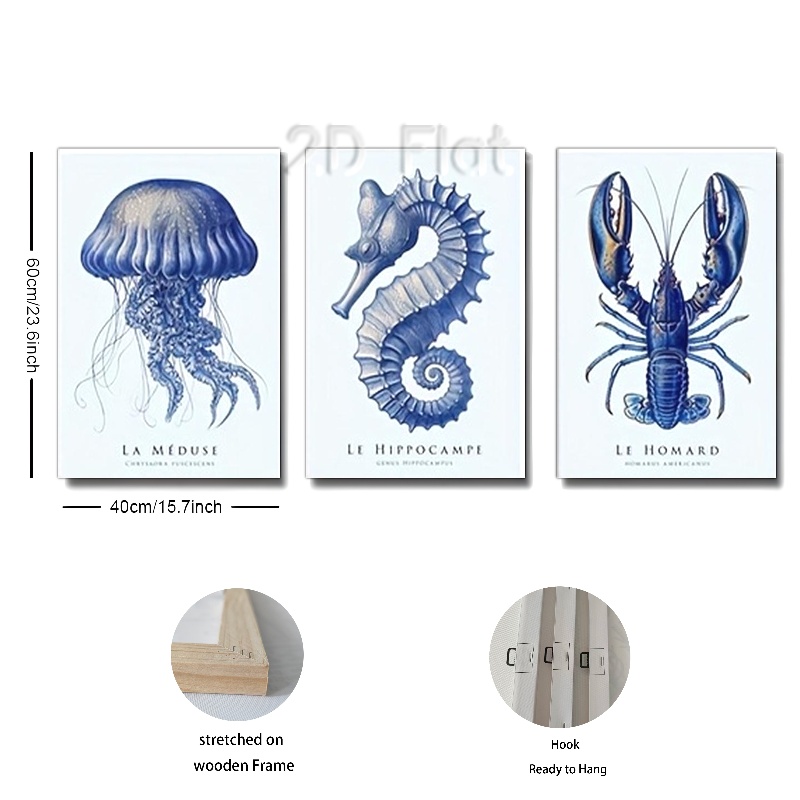 2D Flat
60cm/23.6inch
LA MÉDUSE
CHRYSAORA FUSCESCENS
LE HIPPOCAMPE
GENUS HIPPOCAMPUS
LE HOMARD
HOMARUS AMERICANUS
40cm/15.7inch
stretched on
wooden Frame
Hook
Ready to Hang